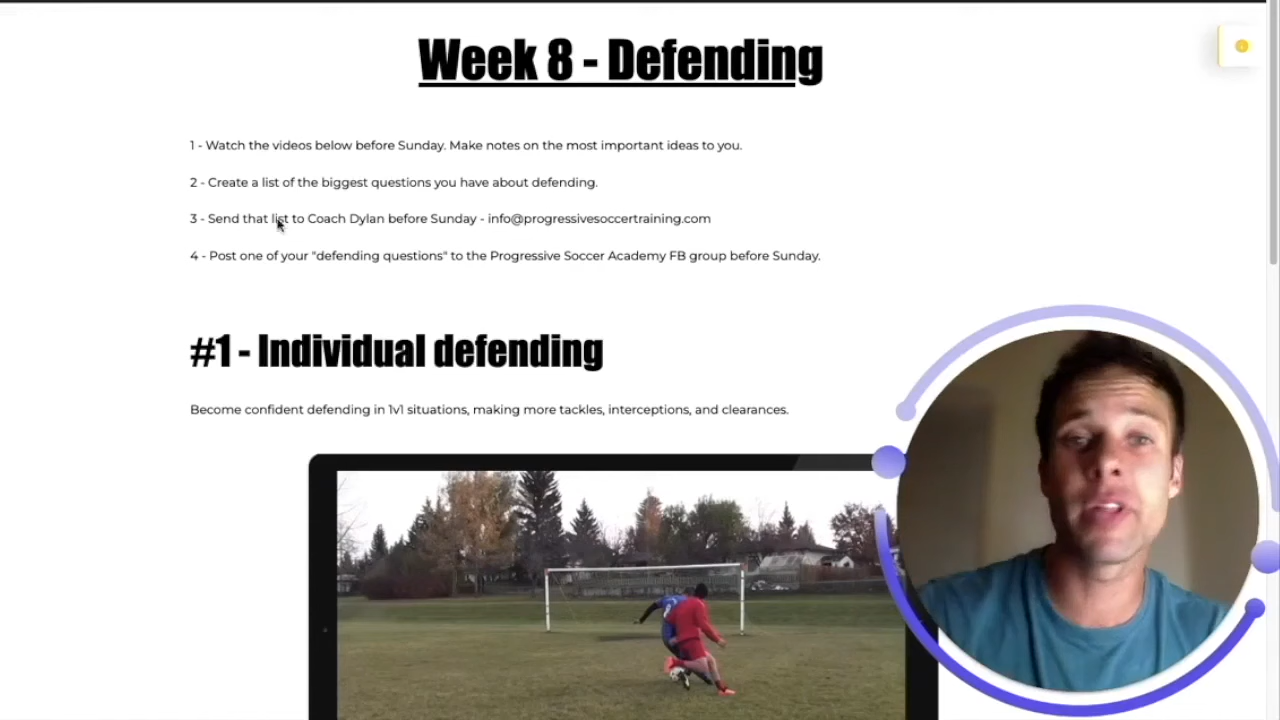 Week 8 - Defending
1 - Watch the videos below before Sunday. Make notes on the most important ideas to you.
2 - Create a list of the biggest questions you have about defending.
3 - Send that list to Coach Dylan before Sunday - info@progressivesoccertraining.com
4 - Post one of your "defending questions" to the Progressive Soccer Academy FB group before Sunday.
#1 - Individual defending
Become confident defending in 1v1 situations, making more tackles, interceptions, and clearances.